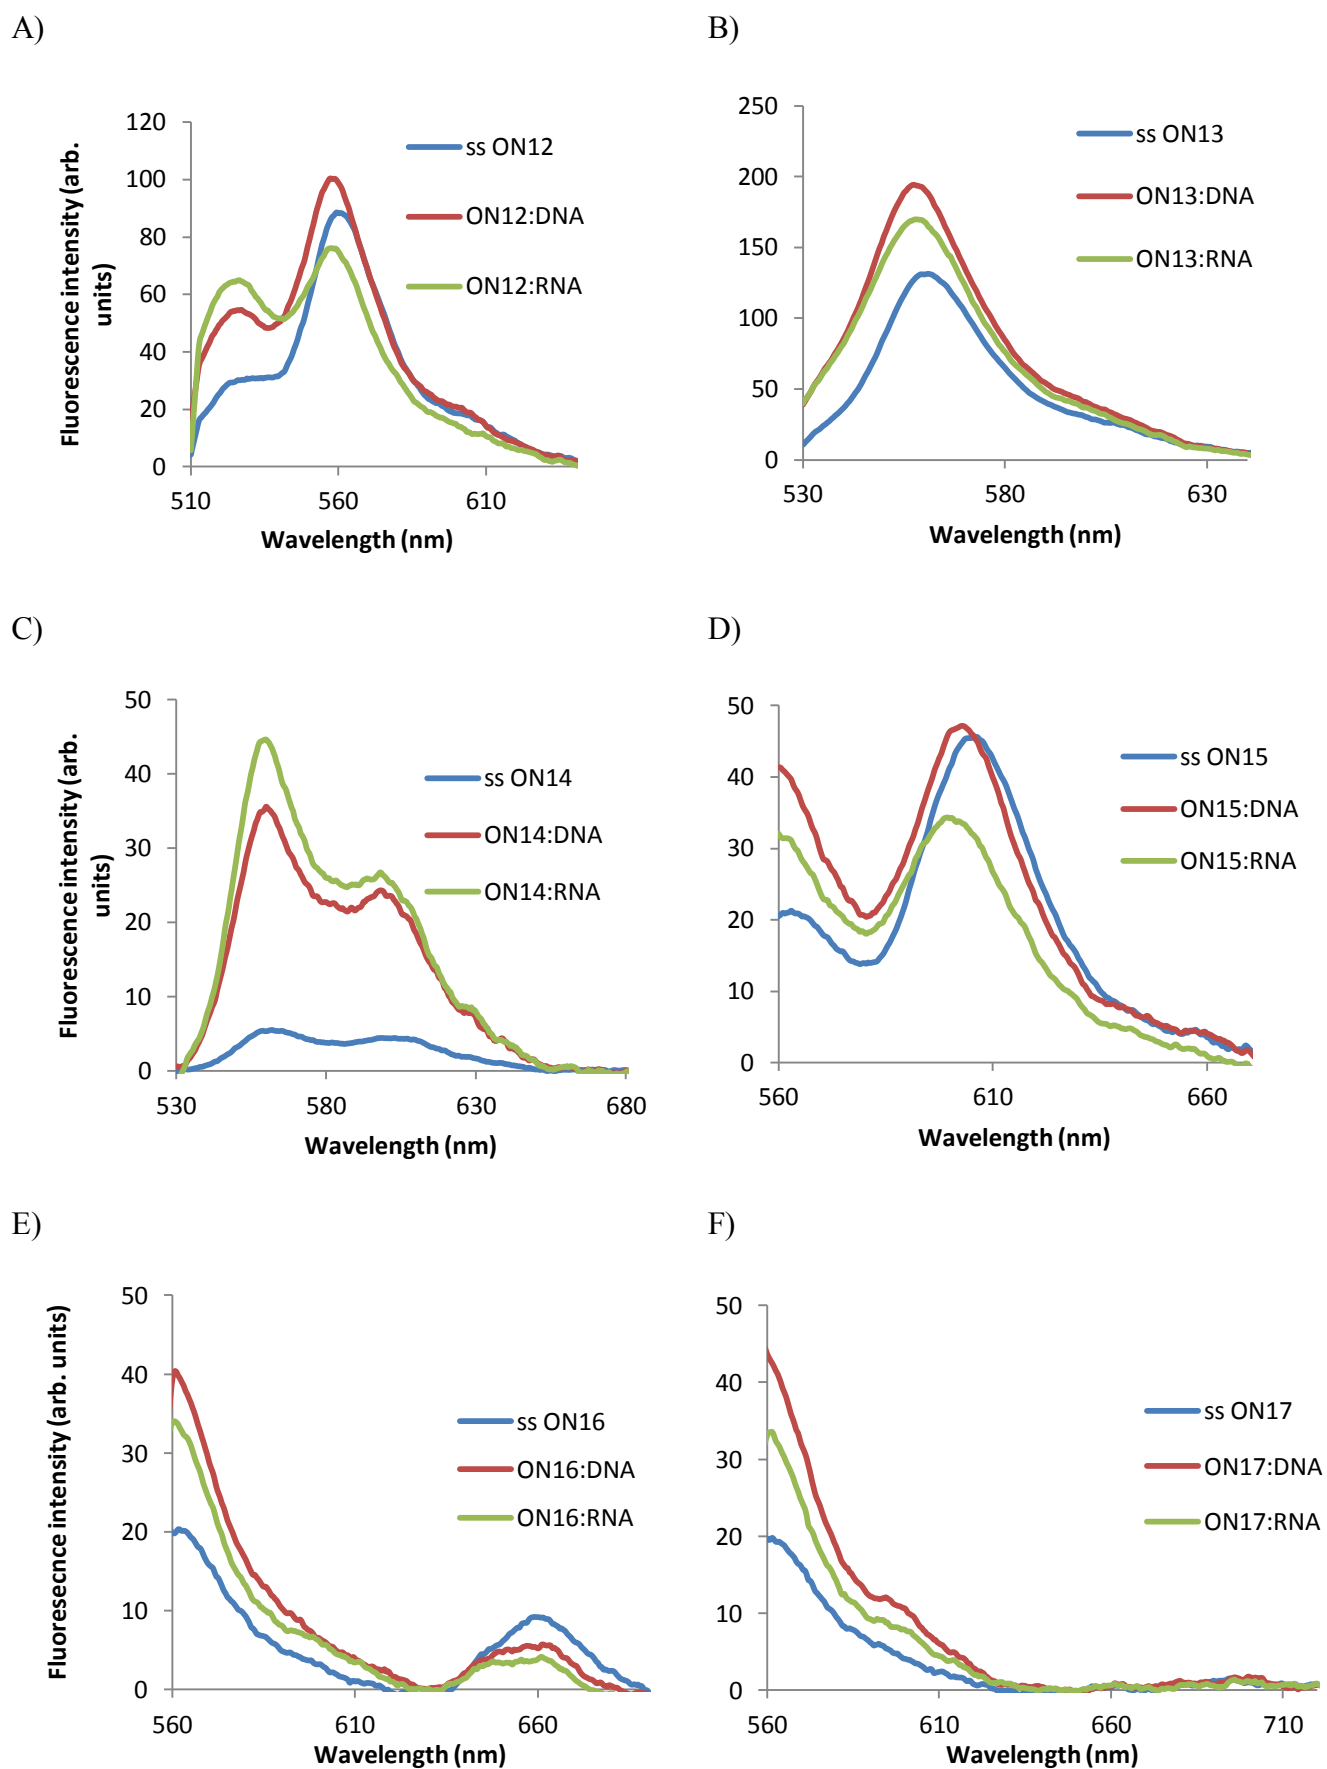 A)
120
100
80
60
40
20
0
510
560
610
Fluorescence intensity (arb.
units)
Wavelength (nm)
ss ON12
ON12:DNA
ON12:RNA
B)
250
200
150
100
50
0
530
580
630
Wavelength (nm)
ss ON13
ON13:DNA
ON13:RNA
C)
50
40
30
20
10
0
530
580
630
680
Fluorescence intensity (arb.
units)
Wavelength (nm)
ss ON14
ON14:DNA
ON14:RNA
D)
50
40
30
20
10
0
560
610
660
Wavelength (nm)
ss ON15
ON15:DNA
ON15:RNA
E)
50
40
30
20
10
0
560
610
660
Fluoresecnce intensity (arb. units)
Wavelength (nm)
ss ON16
ON16:DNA
ON16:RNA
F)
50
40
30
20
10
0
560
610
660
710
Wavelength (nm)
ss ON17
ON17:DNA
ON17:RNA